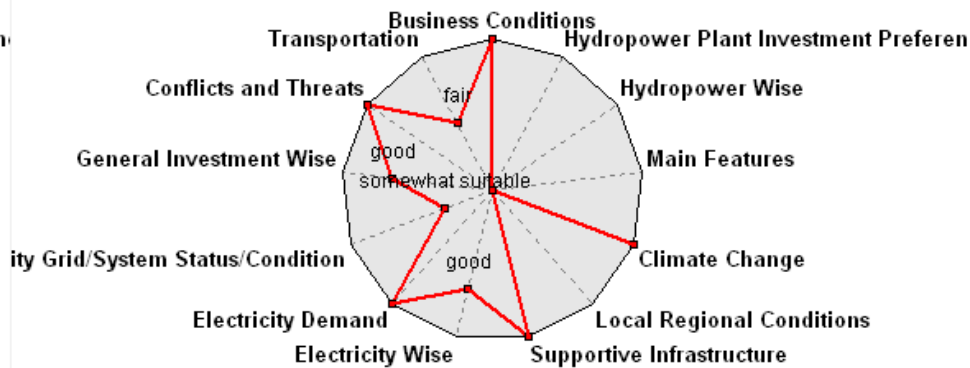 Business Conditions
Transportation
Hydropower Plant Investment Preferen
Conflicts and Threats
fair
Hydropower Wise
General Investment Wise
good
Main Features
somewhat suitable
ity Grid/System Status/Condition
good
Climate Change
Electricity Demand
Local Regional Conditions
Electricity Wise
Supportive Infrastructure